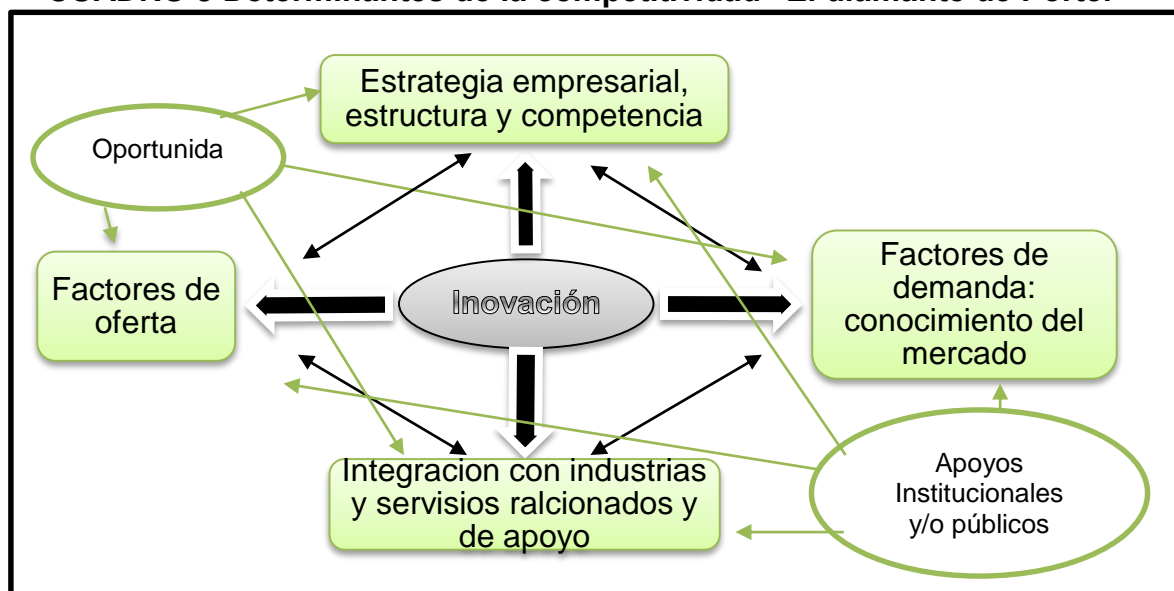 Estrategia empresarial,
estructura y competencia
Oportunida
Factores de
oferta
Inovación
Factores de
demanda:
conocimiento del
mercado
Integracion con industrias
y servisios ralcionados y
de apoyo
Apoyos
Institucionales
y/o públicos